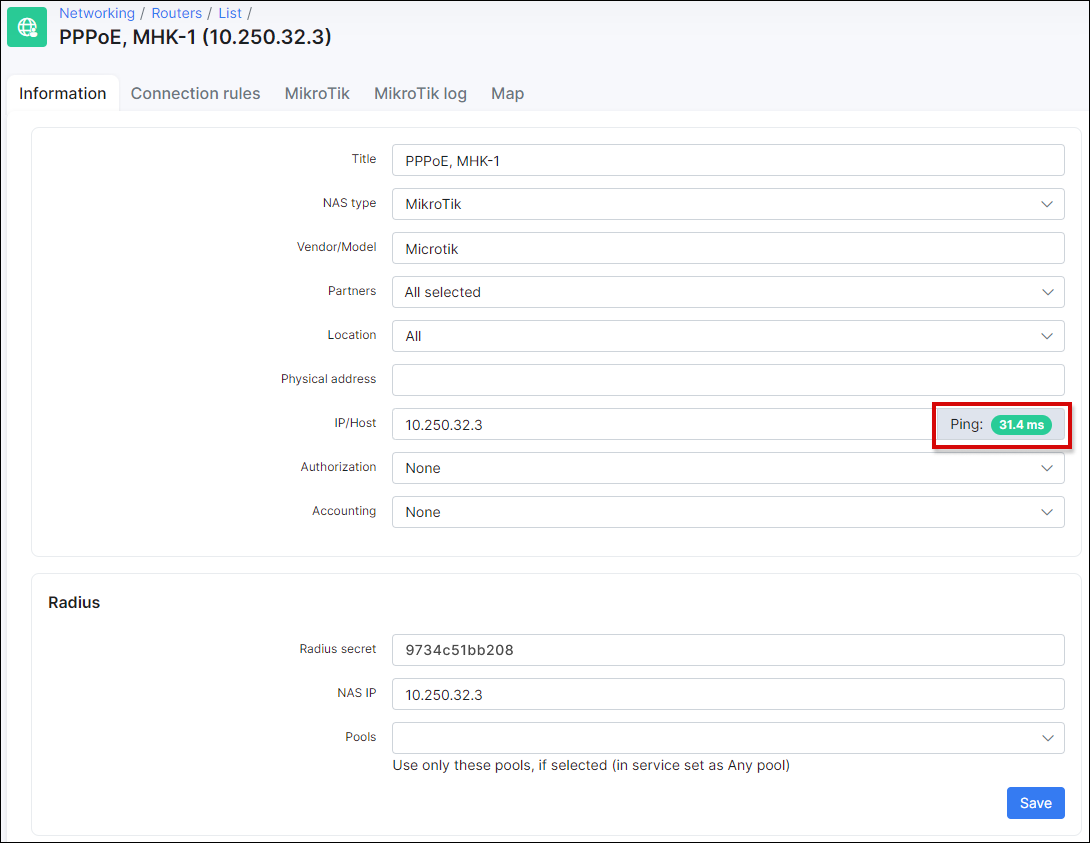 Networking / Routers / List /
PPPoE, MHK-1 (10.250.32.3)
Information Connection rules MikroTik MikroTik log Map
Title PPPoE, MHK-1
NAS type MikroTik
Vendor/Model Microtik
Partners All selected
Location All
Physical address
IP/Host 10.250.32.3 Ping: 31.4 ms
Authorization None
Accounting None
Radius
Radius secret 9734c51bb208
NAS IP 10.250.32.3
Pools
Use only these pools, if selected (in service set as Any pool)
Save